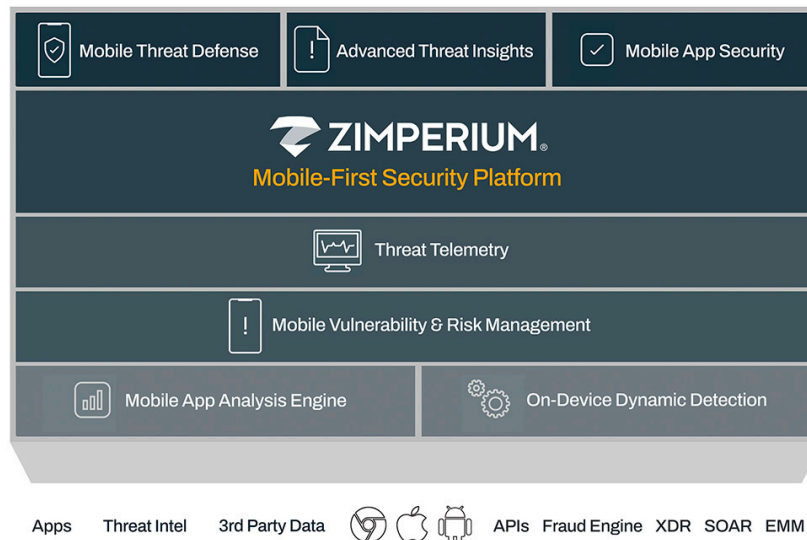 Mobile Threat Defense
Advanced Threat Insights
Mobile App Security
ZIMPERIUM®
Mobile-First Security Platform
Threat Telemetry
Mobile Vulnerability & Risk Management
Mobile App Analysis Engine
On-Device Dynamic Detection
Apps Threat Intel 3rd Party Data APIs Fraud Engine XDR SOAR EMM